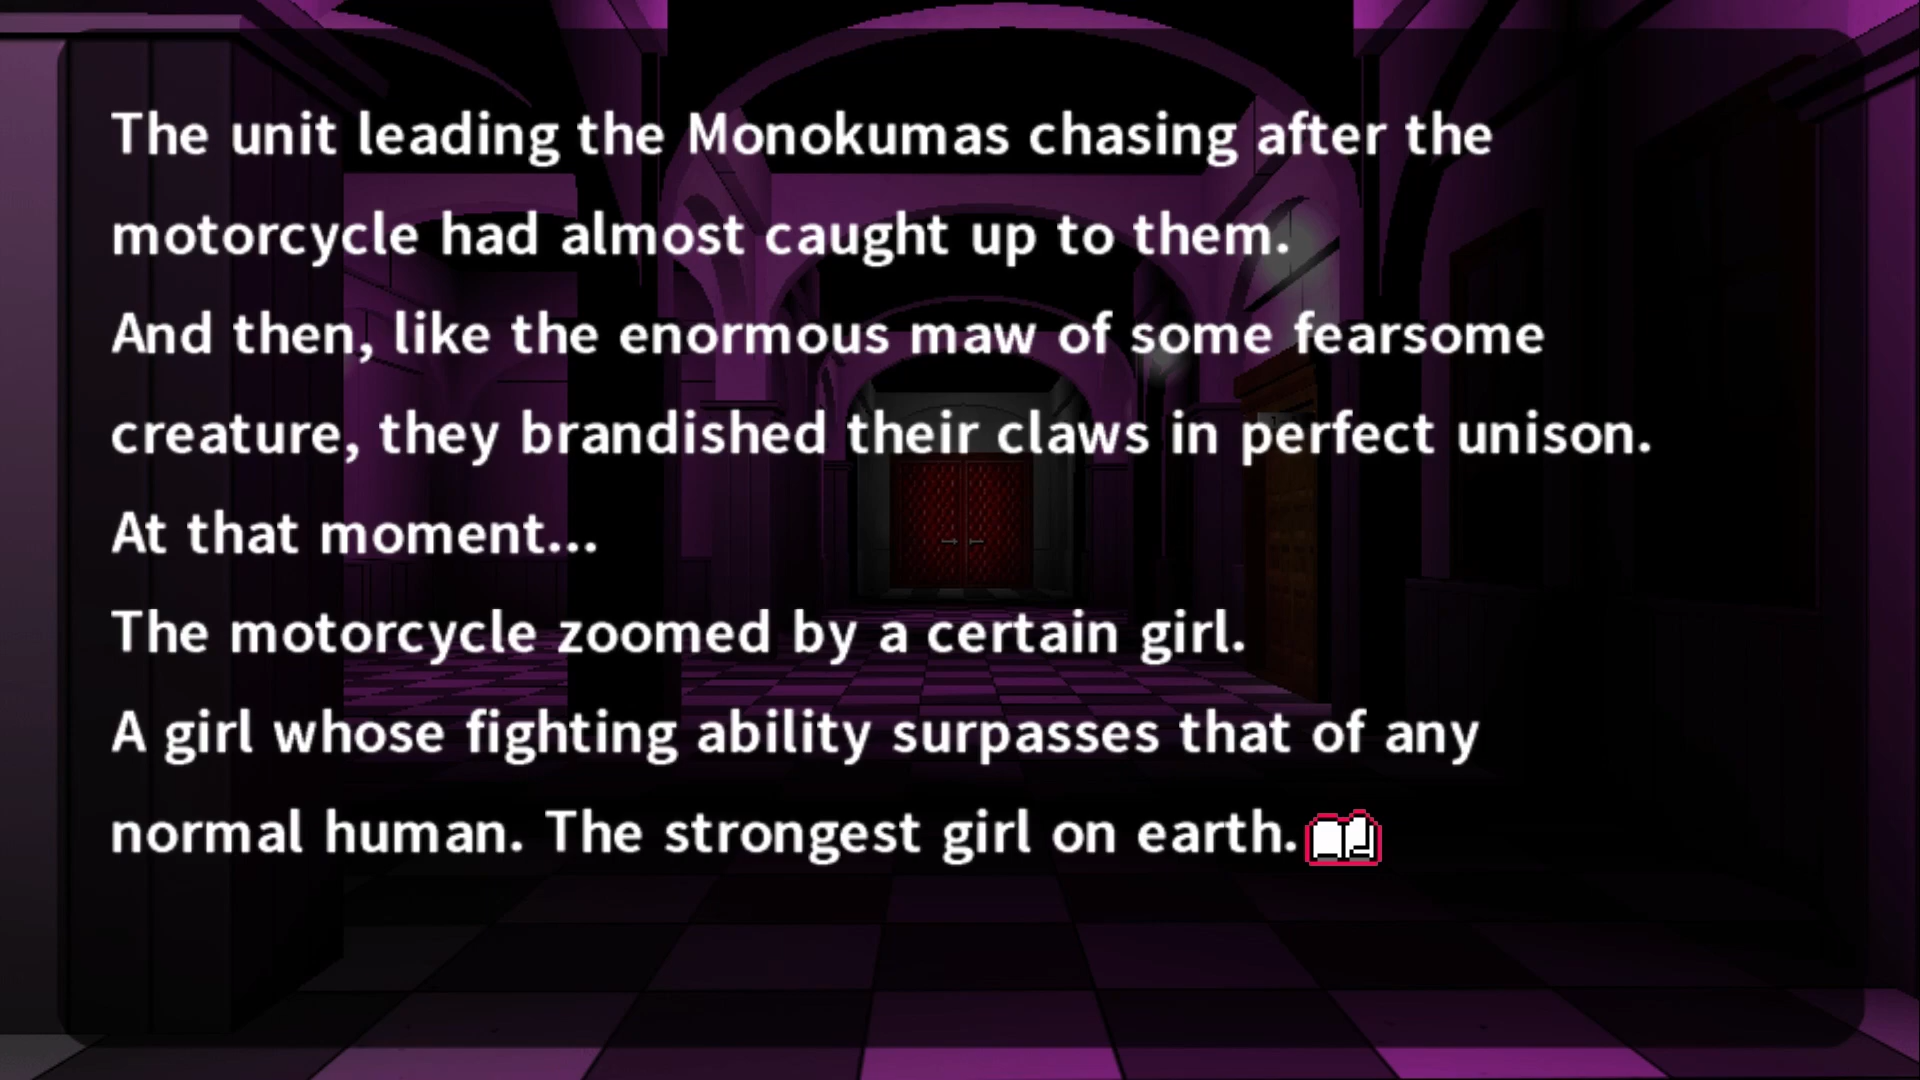 The unit leading the Monokumas chasing after the
motorcycle had almost caught up to them.
And then, like the enormous maw of some fearsome
creature, they brandished their claws in perfect unison.
At that moment...
The motorcycle zoomed by a certain girl.
A girl whose fighting ability surpasses that of any
normal human. The strongest girl on earth.